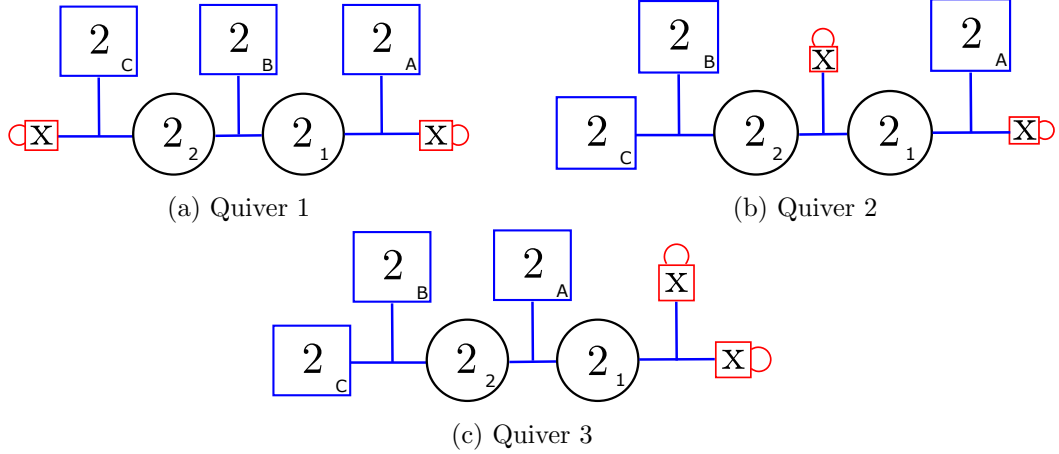 2 C 2 B 2 A
X 2 2 2 1 X
(a) Quiver 1
2 B X 2 A
2 C 2 2 2 1 X
(b) Quiver 2
2 B 2 A X
2 C 2 2 2 1 X
(c) Quiver 3